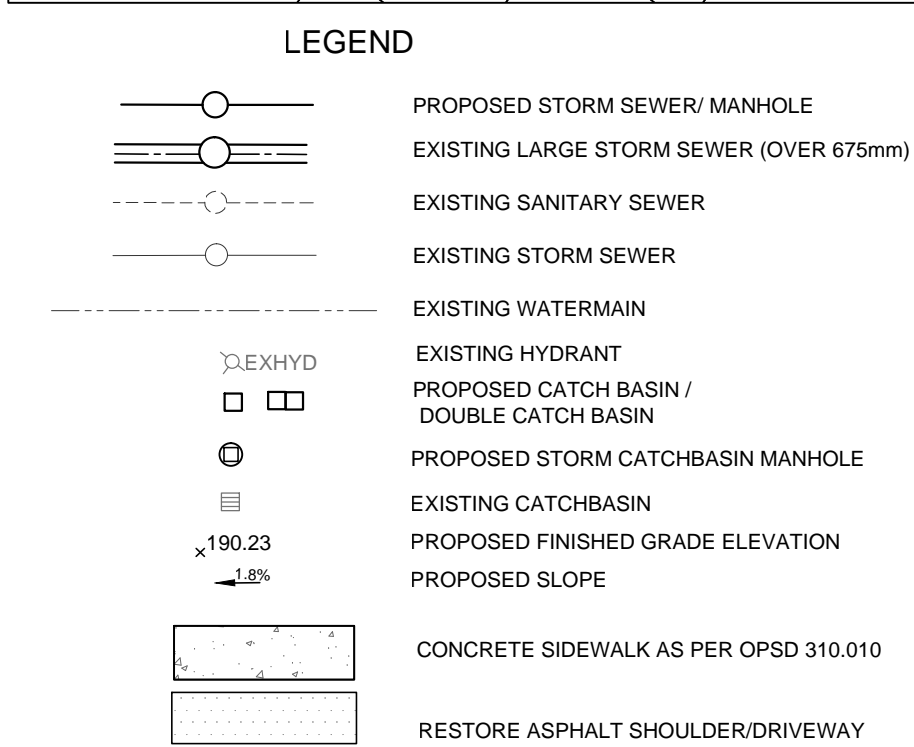 LEGEND
PROPOSED STORM SEWER/ MANHOLE
EXISTING LARGE STORM SEWER (OVER 675mm)
EXISTING SANITARY SEWER
EXISTING STORM SEWER
EXISTING WATERMAIN
EXHYD EXISTING HYDRANT
PROPOSED CATCH BASIN /
DOUBLE CATCH BASIN
PROPOSED STORM CATCHBASIN MANHOLE
EXISTING CATCHBASIN
×190.23 PROPOSED FINISHED GRADE ELEVATION
1.8% PROPOSED SLOPE
CONCRETE SIDEWALK AS PER OPSD 310.010
RESTORE ASPHALT SHOULDER/DRIVEWAY